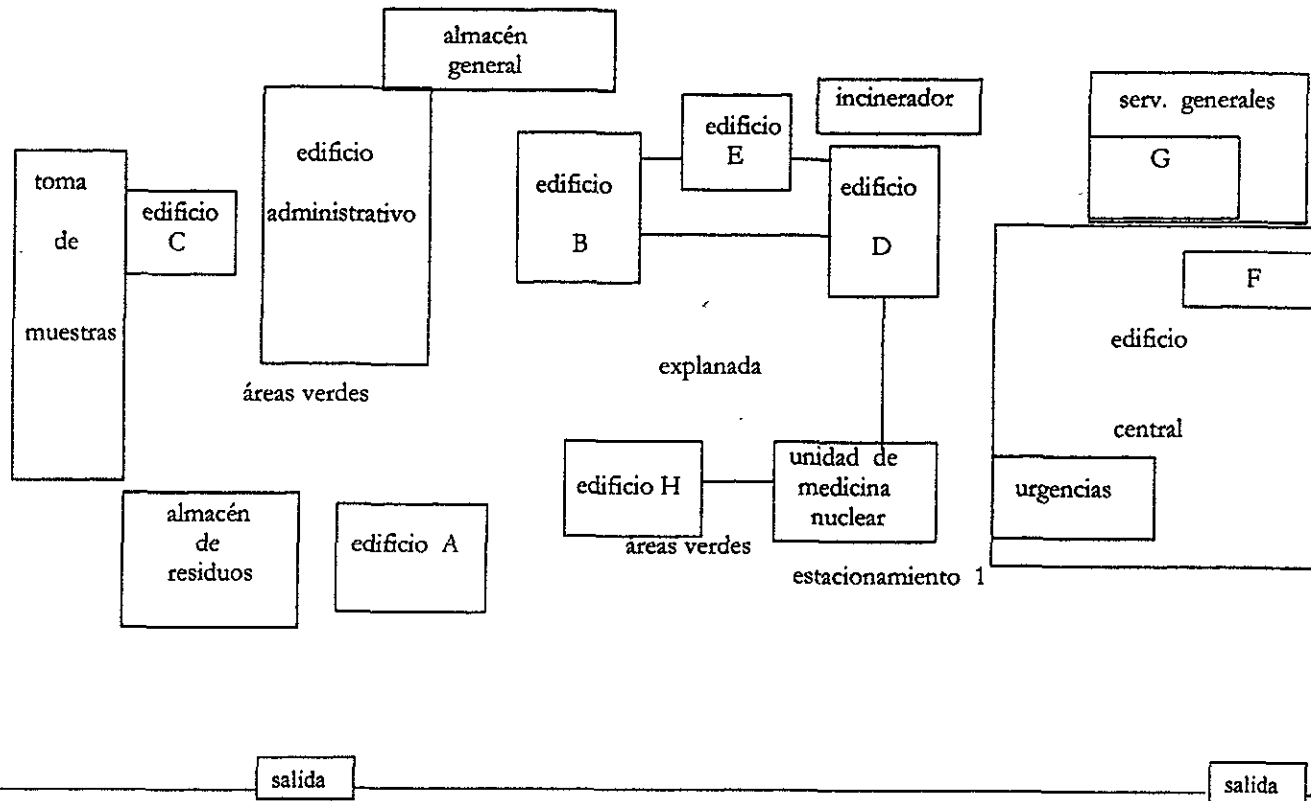 almacén
general
incinerador
serv. generales
edificio
E
edificio
administrativo
toma
de
muestras
edificio
C
edificio
B
edificio
D
G
F
edificio
central
explanada
áreas verdes
unidad de
medicina
nuclear
edificio H
urgencias
almacén
de
residuos
edificio A
áreas verdes
estacionamiento 1
salida
salida